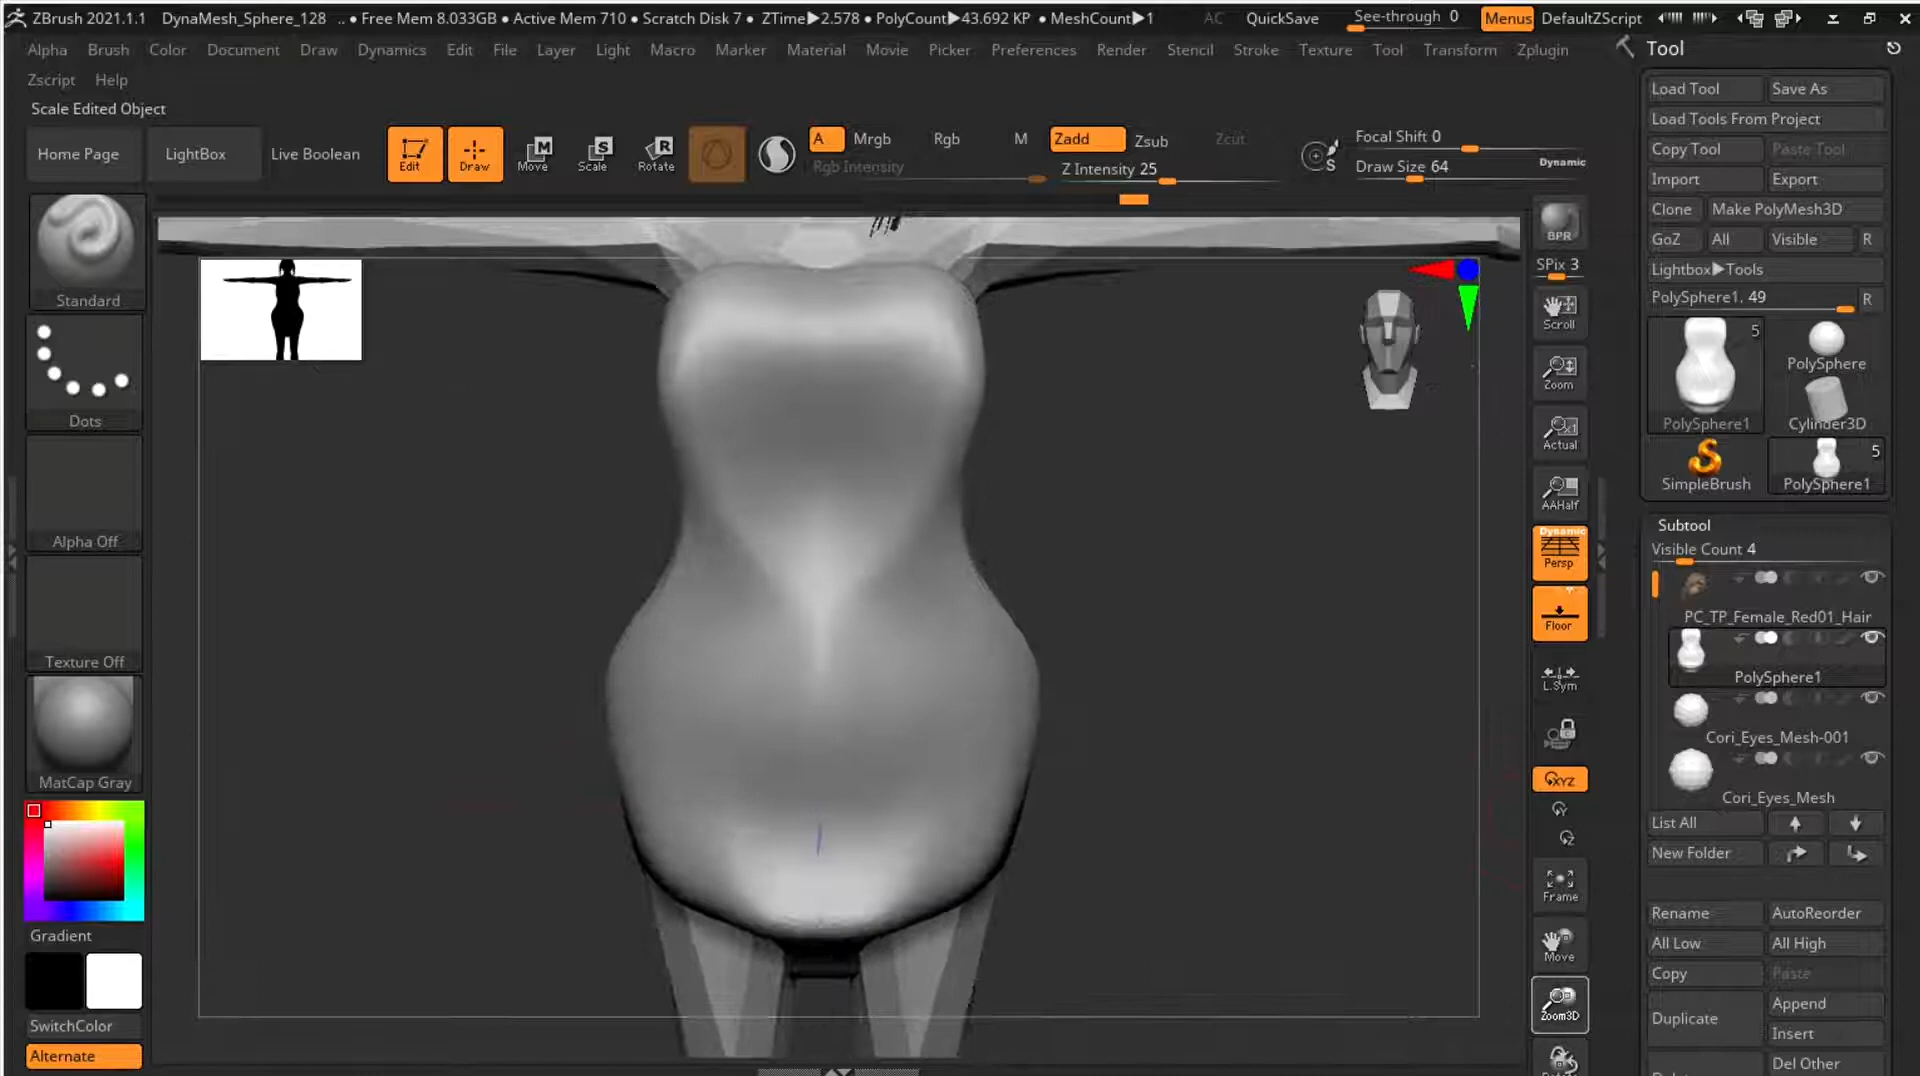 ZBrush 2021.1.1 DynaMesh_Sphere_128 .. • Free Mem 8.033GB • Active Mem 710 • Scratch Disk 7 • ZTime▶2.578 • PolyCount▶43.692 KP • MeshCount▶1 AC QuickSave See-through 0 Menus DefaultZScript
Alpha Brush Color Document Draw Dynamics Edit File Layer Light Macro Marker Material Movie Picker Preferences Render Stencil Stroke Texture Tool Transform Zplugin
Zscript Help
Scale Edited Object
Home Page LightBox Live Boolean Edit Draw Move Scale Rotate
A Mrgb Rgb M Zadd Zsub Zcut
Rgb Intensity Z Intensity 25
Focal Shift 0
Draw Size 64 Dynamic
Standard
Dots
Alpha Off
Texture Off
MatCap Gray
Gradient
SwitchColor
Alternate
BPR
SPix 3
Scroll
Zoom
Actual
AAHalf
Dynamic
Persp
Floor
L.Sym
XYZ
Y
Z
Frame
Move
Zoom3D
Tool
Load Tool Save As
Load Tools From Project
Copy Tool Paste Tool
Import Export
Clone Make PolyMesh3D
GoZ All Visible R
Lightbox▶Tools
PolySphere1. 49 R
5
PolySphere
PolySphere1 Cylinder3D
5
SimpleBrush PolySphere1
Subtool
Visible Count 4
PC_TP_Female_Red01_Hair
PolySphere1
Cori_Eyes_Mesh-001
Cori_Eyes_Mesh
List All
New Folder
Rename AutoReorder
All Low All High
Copy Paste
Duplicate Append
Insert
Del Other